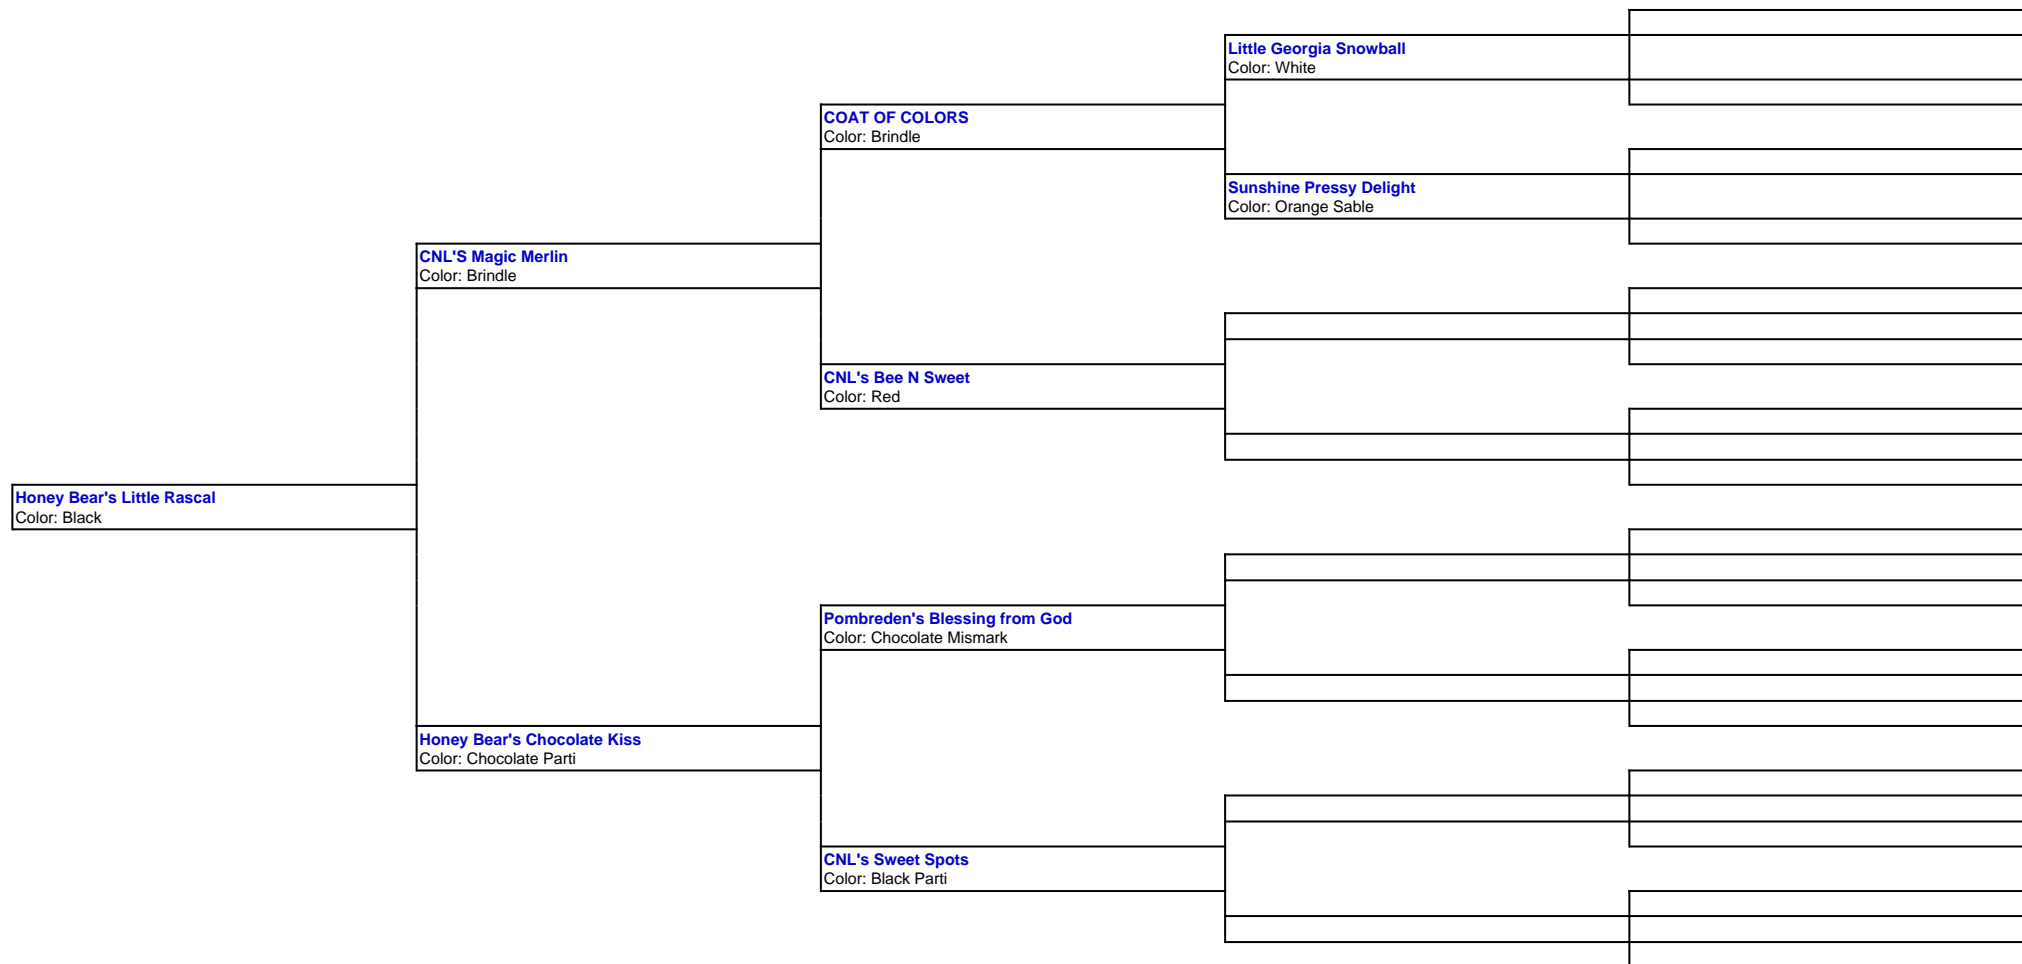 Little Georgia Snowball
Color: White
COAT OF COLORS
Color: Brindle
Sunshine Pressy Delight
Color: Orange Sable
CNL'S Magic Merlin
Color: Brindle
CNL's Bee N Sweet
Color: Red
Honey Bear's Little Rascal
Color: Black
Pombreden's Blessing from God
Color: Chocolate Mismark
Honey Bear's Chocolate Kiss
Color: Chocolate Parti
CNL's Sweet Spots
Color: Black Parti